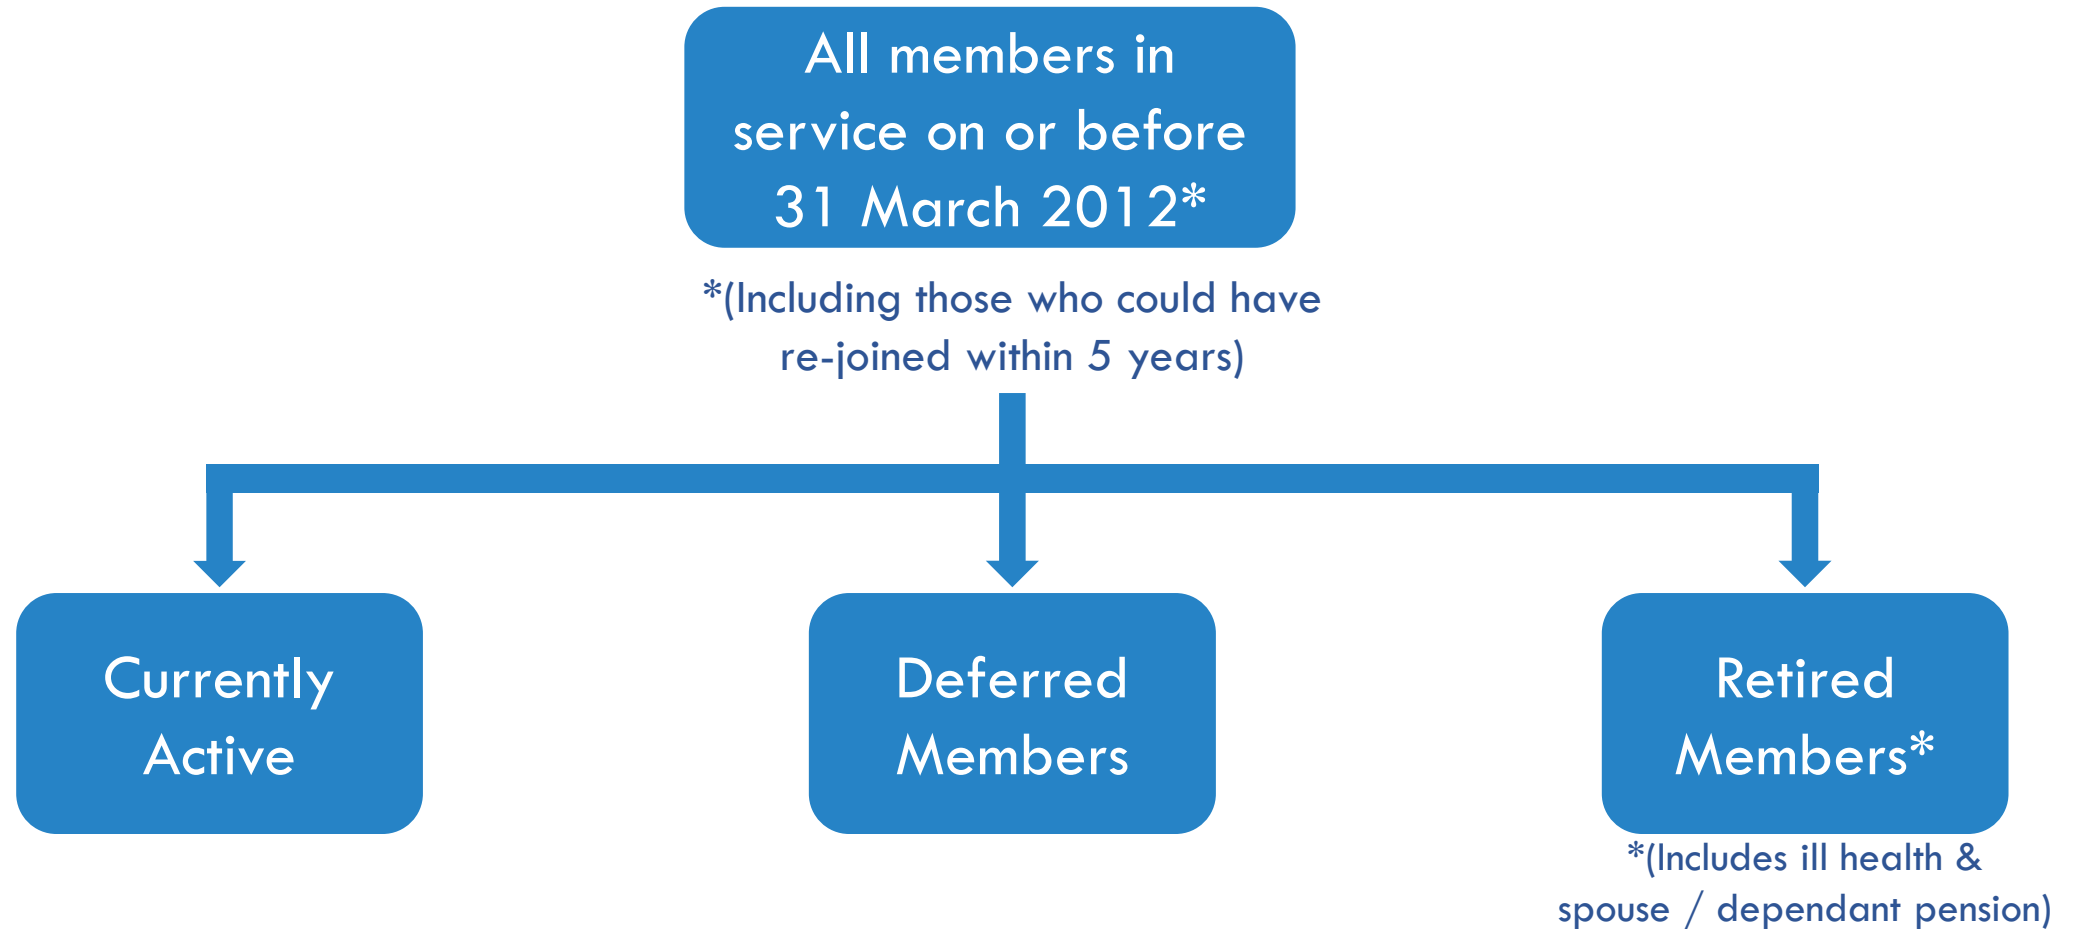 All members in
service on or before
31 March 2012*
*(Including those who could have
re-joined within 5 years)
Currently
Active
Deferred
Members
Retired
Members*
*(Includes ill health &
spouse / dependant pension)